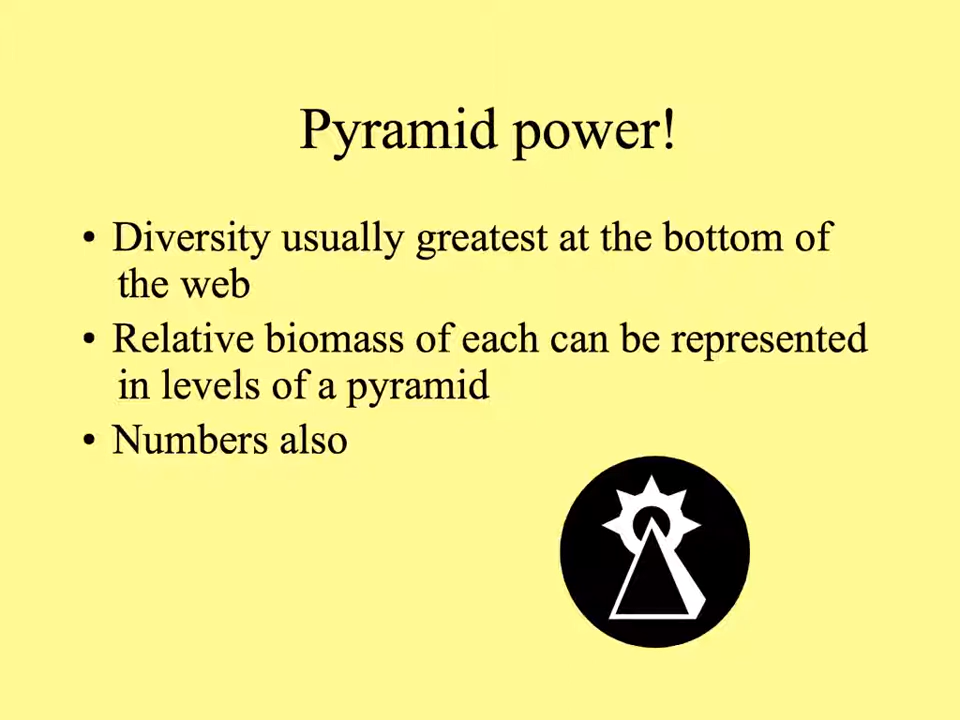 Pyramid power!
• Diversity usually greatest at the bottom of
the web
• Relative biomass of each can be represented
in levels of a pyramid
• Numbers also